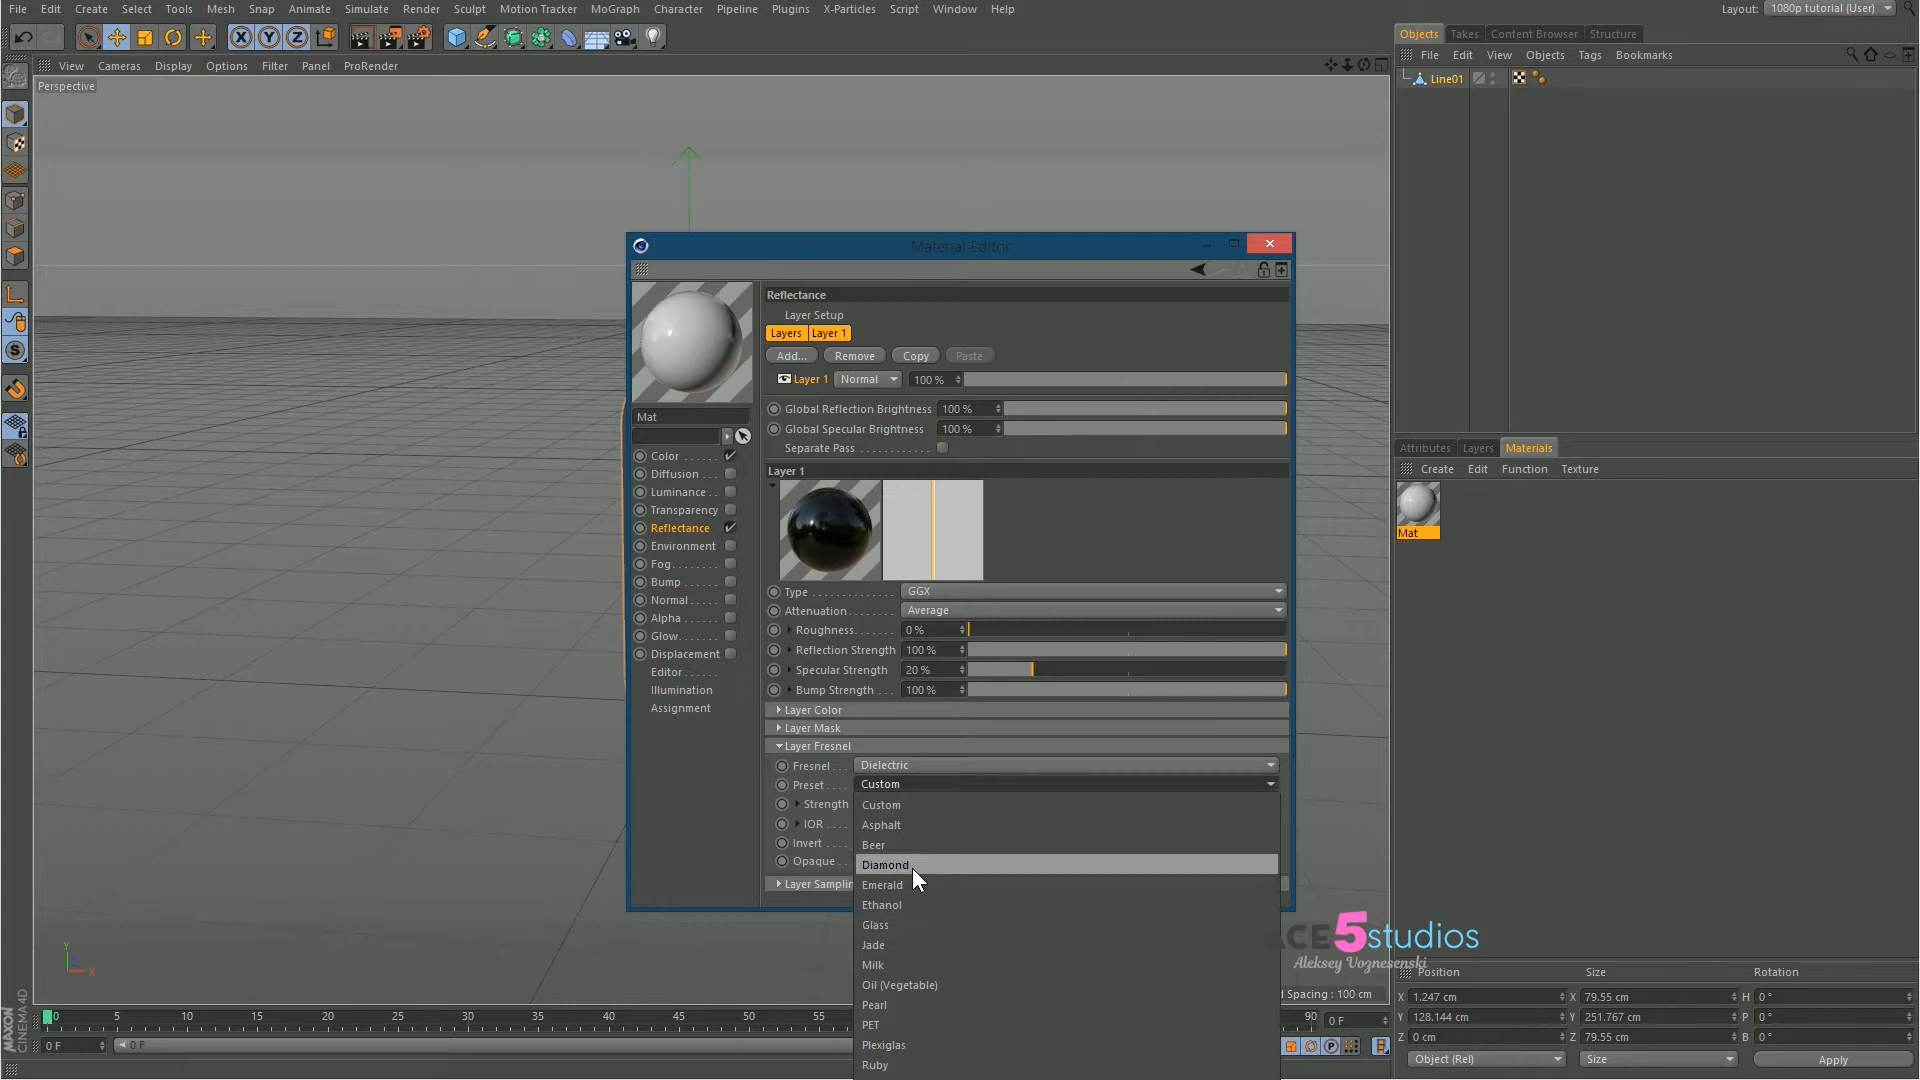 File Edit Create Select Tools Mesh Snap Animate Simulate Render Sculpt Motion Tracker MoGraph Character Pipeline Plugins X-Particles Script Window Help Layout: 1080p tutorial (User)
Objects Takes Content Browser Structure
File Edit View Objects Tags Bookmarks
View Cameras Display Options Filter Panel ProRender
Line01
Perspective
Material Editor
Reflectance
Layer Setup
Layers Layer 1
Add... Remove Copy Paste
Layer 1 Normal 100 %
Global Reflection Brightness 100 %
Global Specular Brightness 100 %
Separate Pass
Mat
Color
Diffusion
Luminance
Transparency
Reflectance
Environment
Fog
Bump
Normal
Alpha
Glow
Displacement
Editor
Illumination
Assignment
Layer 1
Type GGX
Attenuation Average
Roughness 0 %
Reflection Strength 100 %
Specular Strength 20 %
Bump Strength 100 %
Layer Color
Layer Mask
Layer Fresnel
Fresnel Dielectric
Preset Custom
Strength
IOR
Invert
Opaque
Layer Samplin
Custom
Asphalt
Beer
Diamond
Emerald
Ethanol
Glass
Jade
Milk
Oil (Vegetable)
Pearl
PET
Plexiglas
Ruby
Attributes Layers Materials
Create Edit Function Texture
Mat
ACE5studios
Aleksey Voznesenski
d Spacing : 100 cm
Y
Z
X
0 5 10 15 20 25 30 35 40 45 50 55 90 0 F
0 F 0 F
MAXON
CINEMA 4D
Position Size Rotation
X 1.247 cm X 79.55 cm H 0 °
Y 128.144 cm Y 251.767 cm P 0 °
Z 0 cm Z 79.55 cm B 0 °
Object (Rel) Size Apply